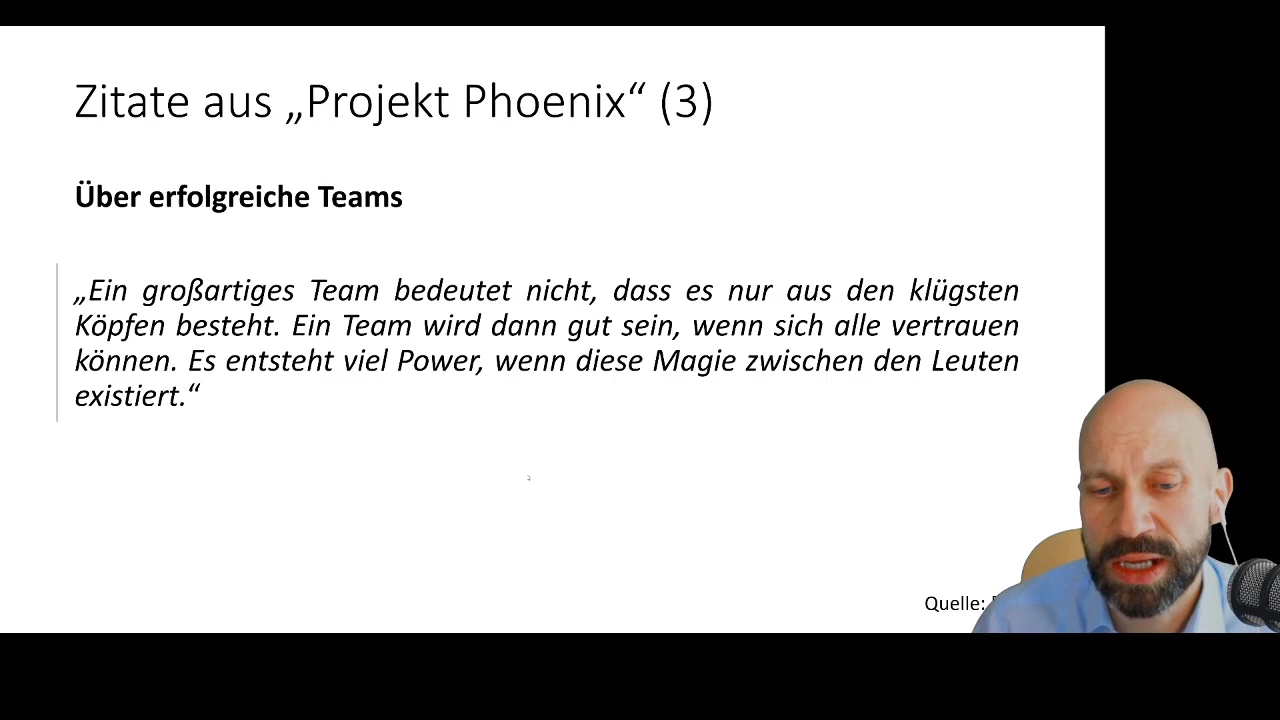 Zitate aus „Projekt Phoenix“ (3)
Über erfolgreiche Teams
„Ein großartiges Team bedeutet nicht, dass es nur aus den klügsten
Köpfen besteht. Ein Team wird dann gut sein, wenn sich alle vertrauen
können. Es entsteht viel Power, wenn diese Magie zwischen den Leuten
existiert.“
Quelle: